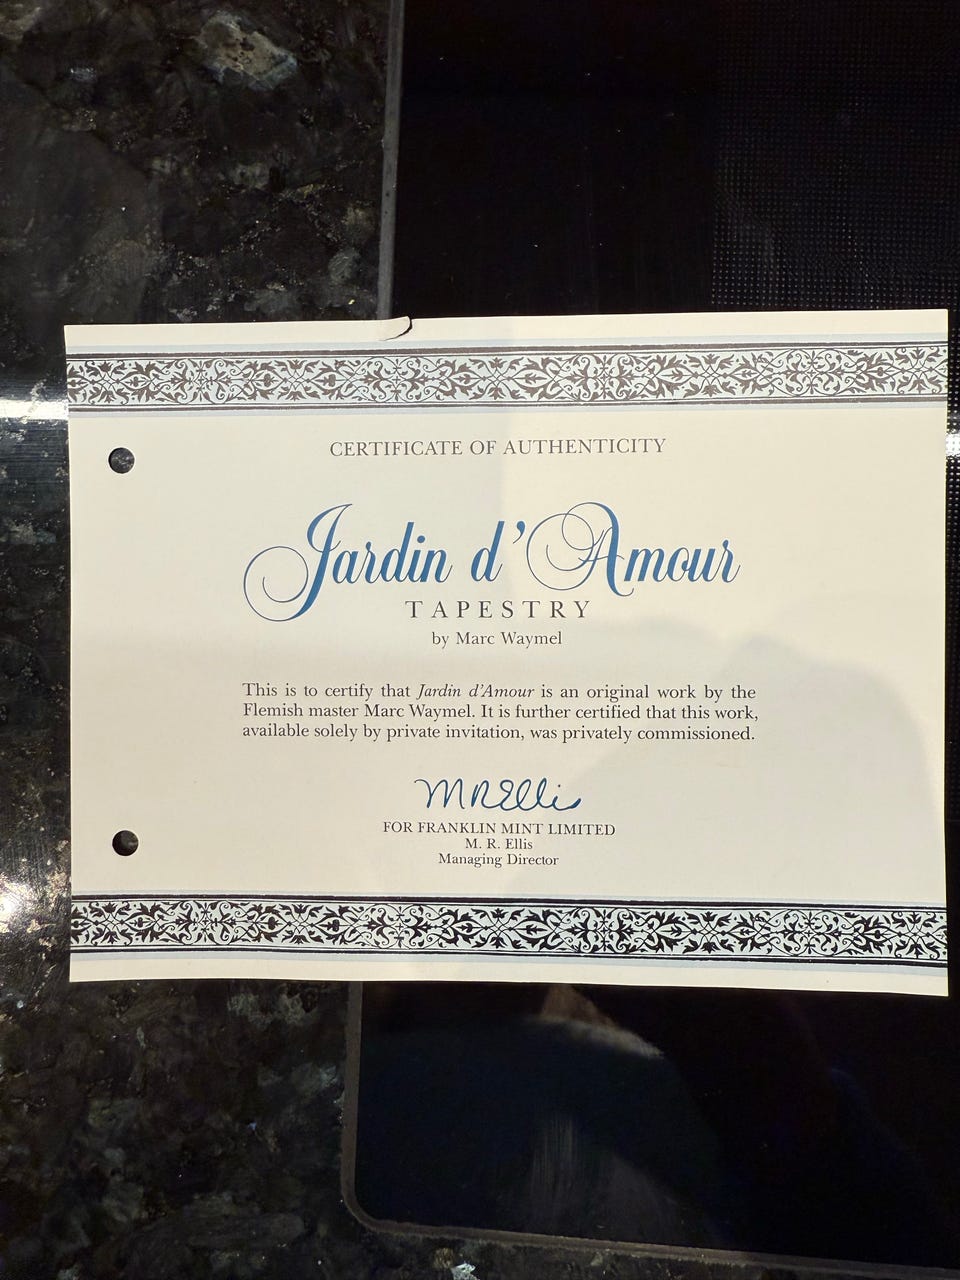 CERTIFICATE OF AUTHENTICITY
Jardin d'Amour
TAPESTRY
by Marc Waymel
This is to certify that Jardin d'Amour is an original work by the
Flemish master Marc Waymel. It is further certified that this work,
available solely by private invitation, was privately commissioned.
MREllis
FOR FRANKLIN MINT LIMITED
M. R. Ellis
Managing Director